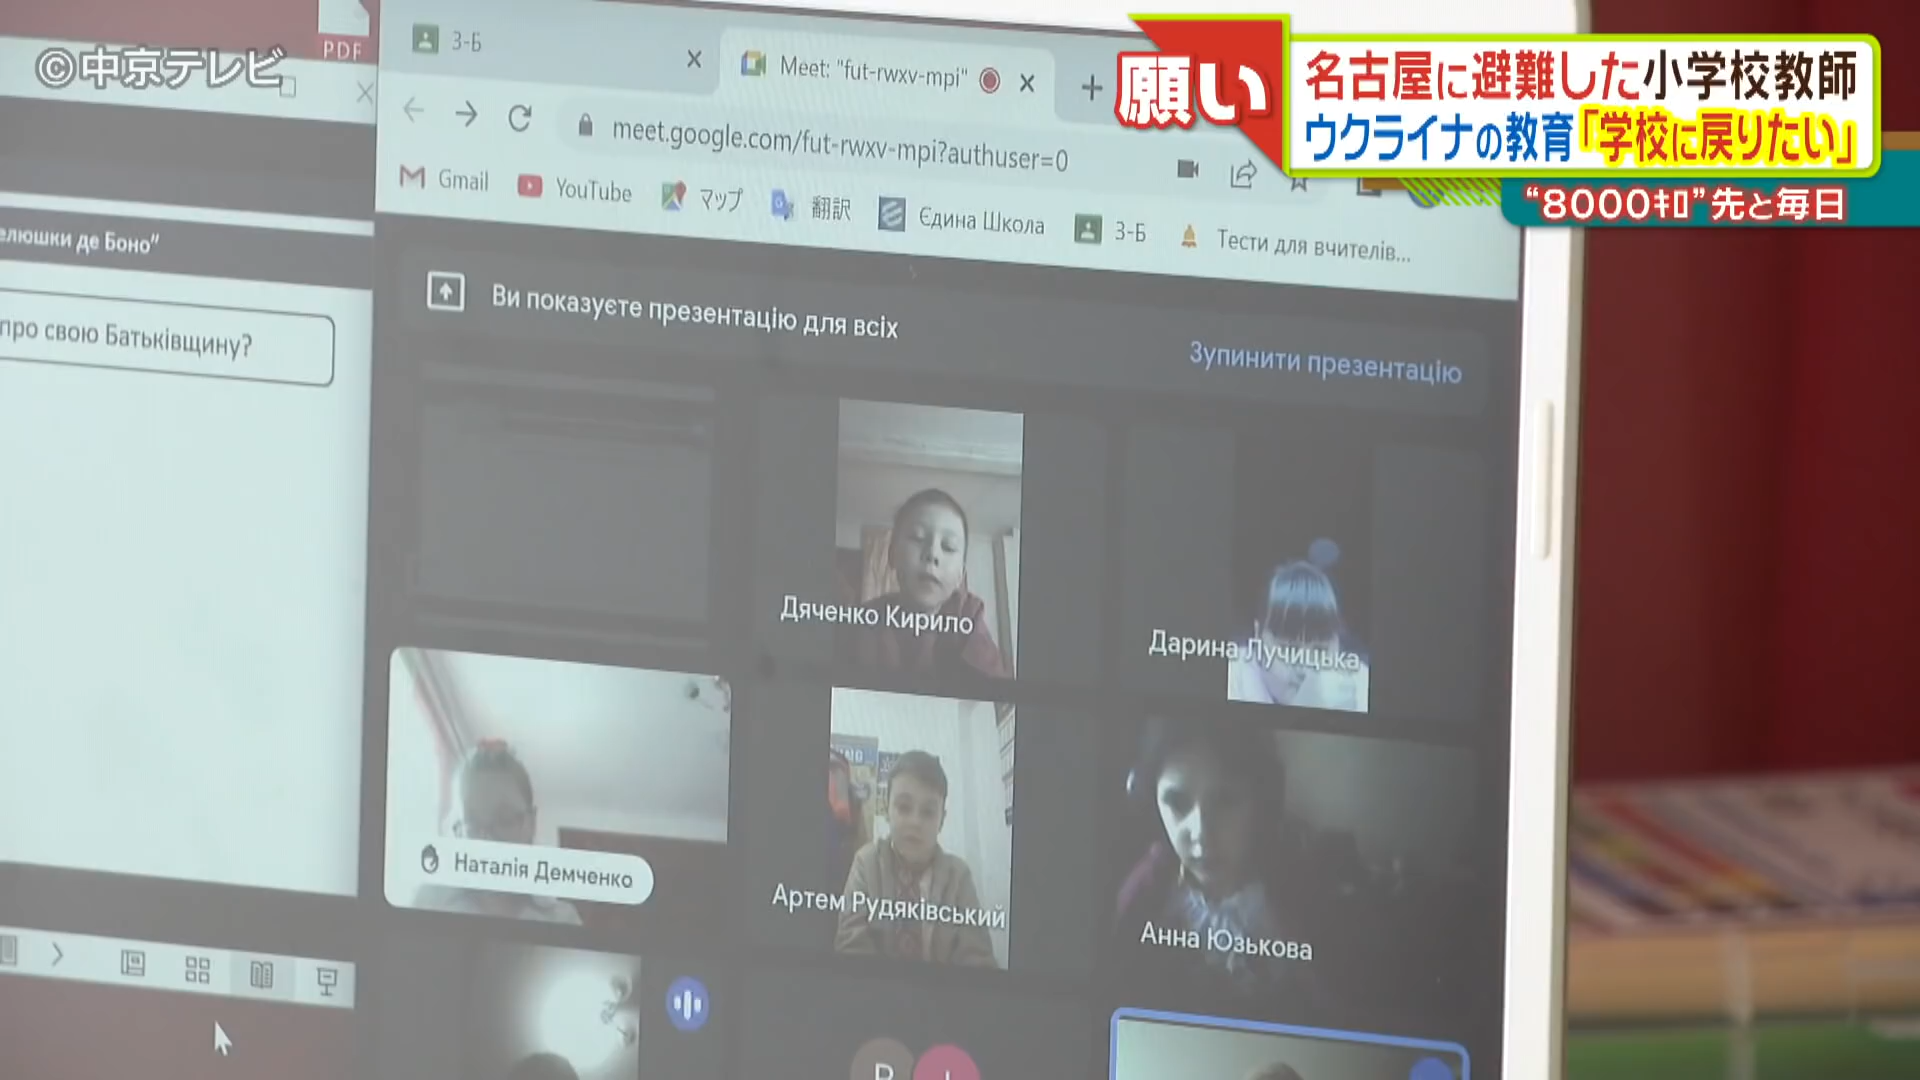 ©中京テレビ
PDF
3-Б
Meet: "fut-rwxv-mpi"
願い
名古屋に避難した小学校教師
ウクライナの教育「学校に戻りたい」
“8000ｷﾛ”先と毎日
meet.google.com/fut-rwxv-mpi?authuser=0
Gmail
YouTube
マップ
翻訳
Єдина Школа
3-Б
Тести для вчителів...
елюшки де Боно"
про свою Батьківщину?
Ви показуєте презентацію для всіх
Зупинити презентацію
Дяченко Кирило
Дарина Лучицька
Наталія Демченко
Артем Рудяківський
Анна Юзькова